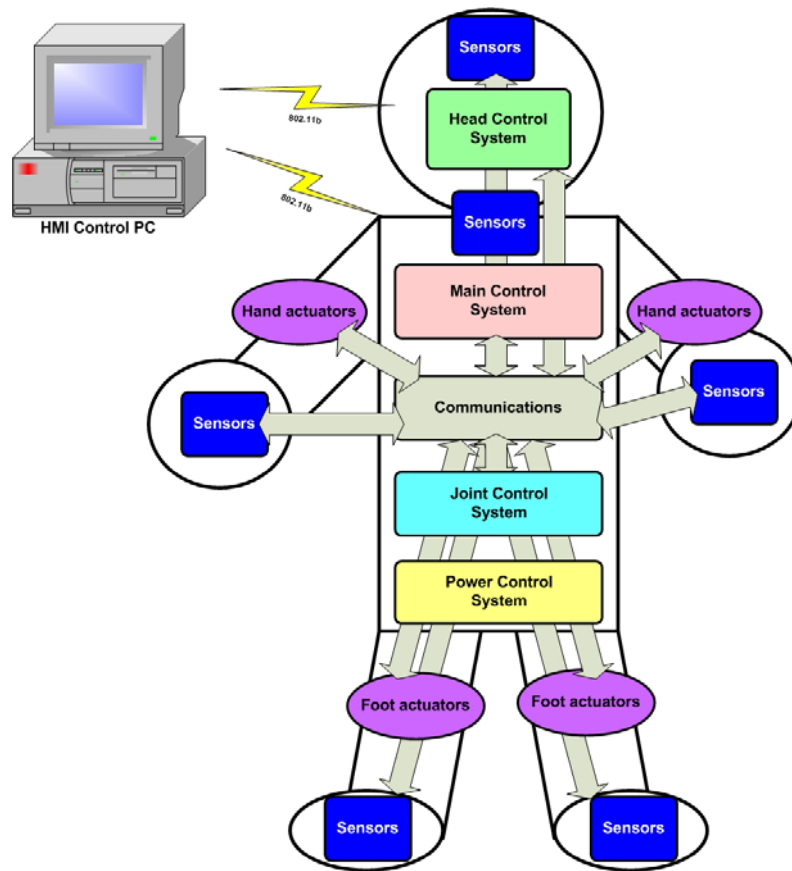 Sensors
Head Control
System
802.11b
802.11b
HMI Control PC
Sensors
Main Control
System
Hand actuators
Hand actuators
Communications
Sensors
Sensors
Joint Control
System
Power Control
System
Foot actuators
Foot actuators
Sensors
Sensors